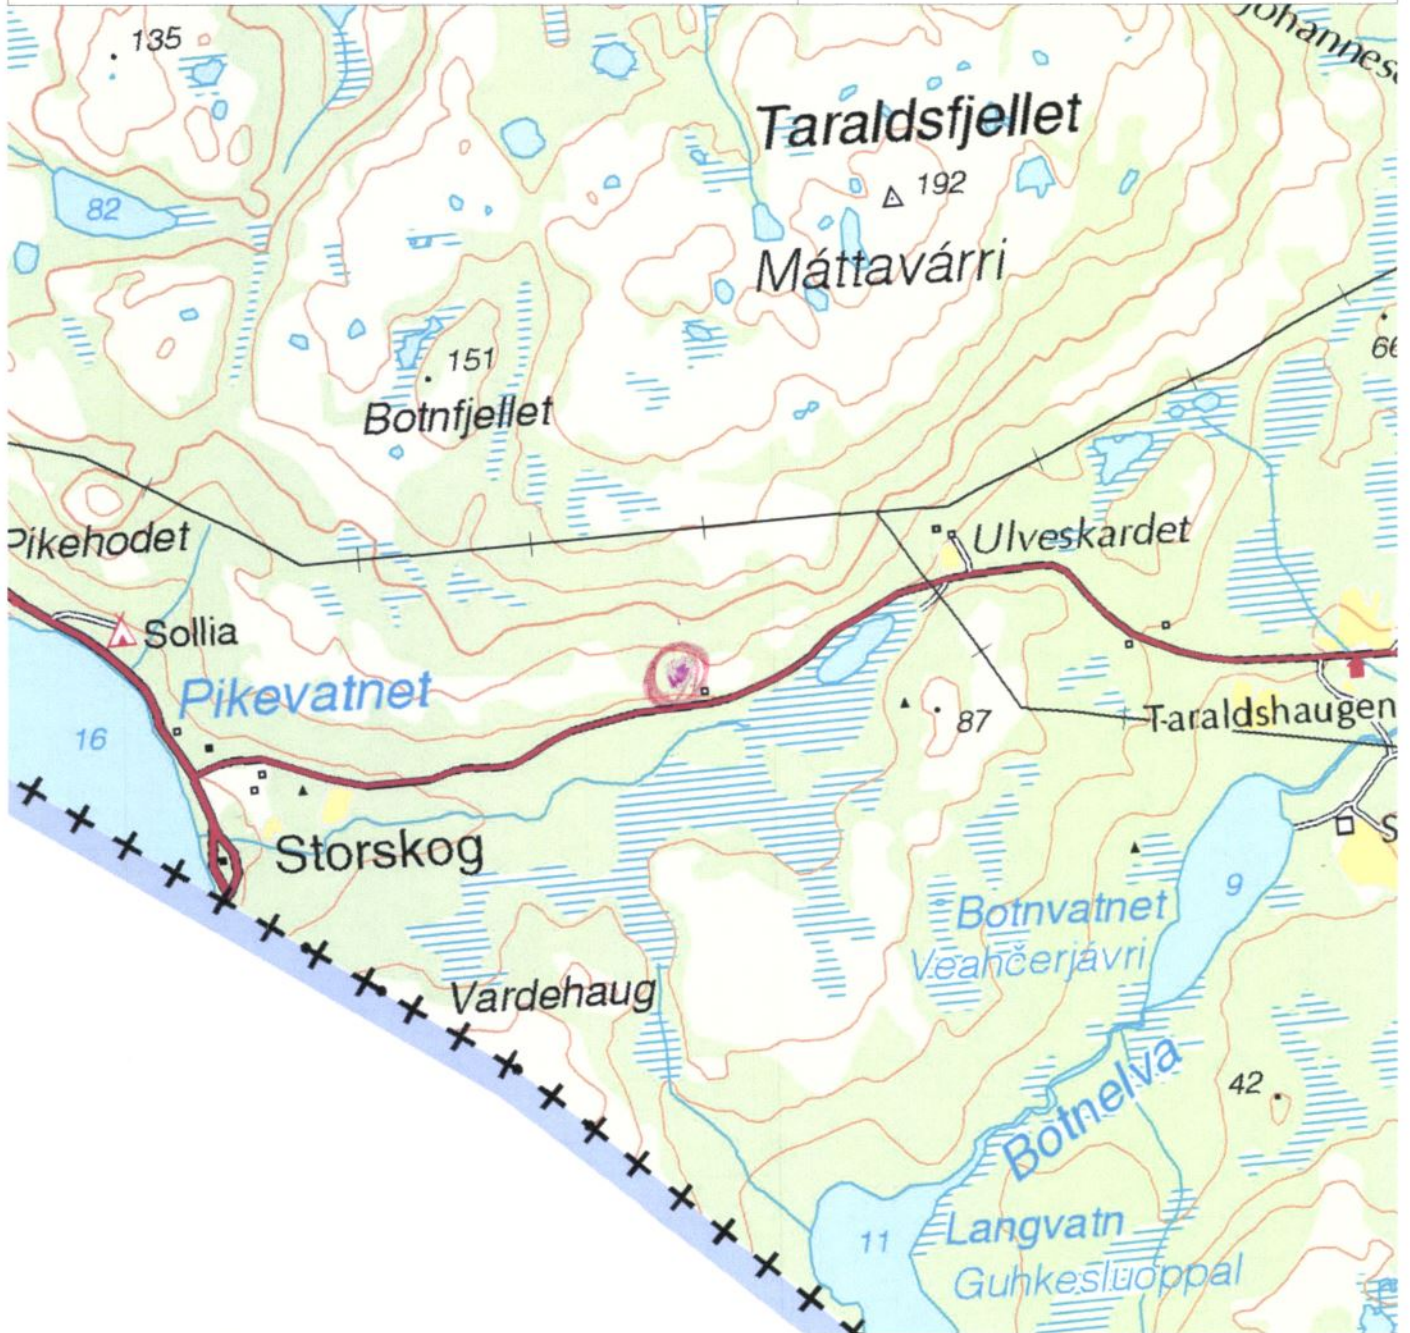 Johannes
135
Taraldsfjellet
192
82
Máttavárri
151
66
Botnfjellet
Pikehodet
Ulveskardet
Sollia
Pikevatnet
87
Taraldshaugen
16
Storskog
S
9
Botnvatnet
Veahčerjávri
Vardehaug
42
Botnelva
Langvatn
11
Guhkesluoppal